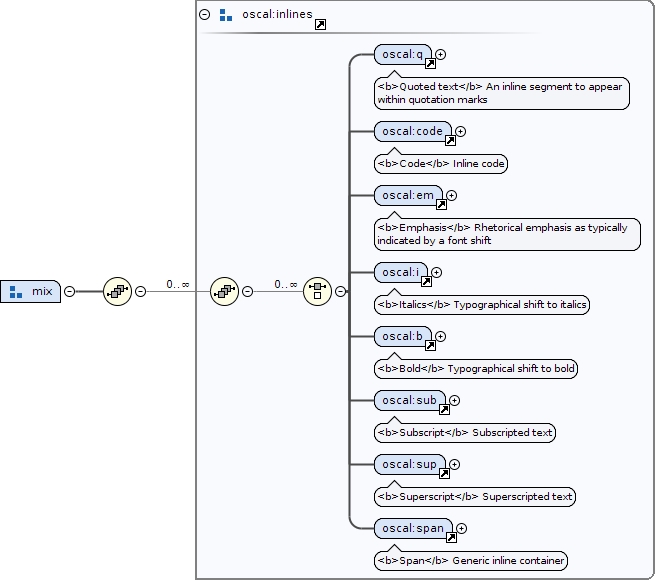 oscal:inlines
oscal:q
<b>Quoted text</b> An inline segment to appear
within quotation marks
oscal:code
<b>Code</b> Inline code
oscal:em
<b>Emphasis</b> Rhetorical emphasis as typically
indicated by a font shift
oscal:i
mix
0..∞
0..∞
<b>Italics</b> Typographical shift to italics
oscal:b
<b>Bold</b> Typographical shift to bold
oscal:sub
<b>Subscript</b> Subscripted text
oscal:sup
<b>Superscript</b> Superscripted text
oscal:span
<b>Span</b> Generic inline container